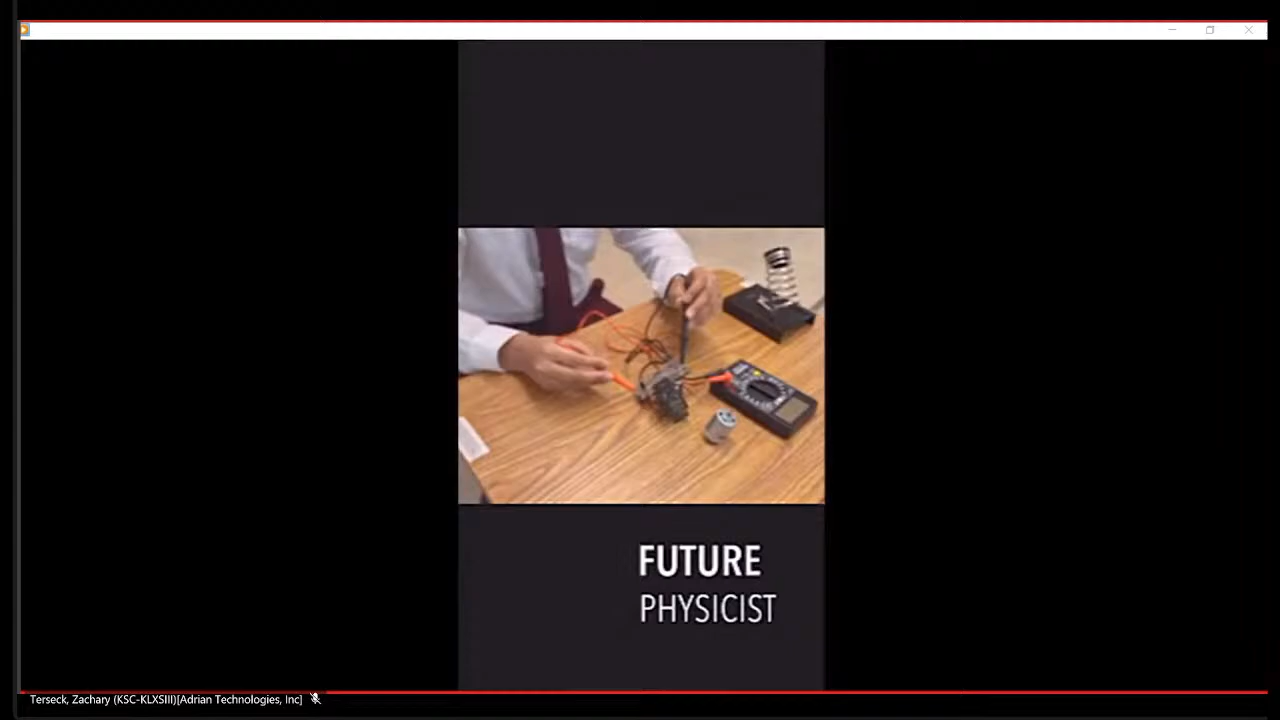 FUTURE
PHYSICIST
Terseck, Zachary (KSC-KLXSIII)[Adrian Technologies, Inc]